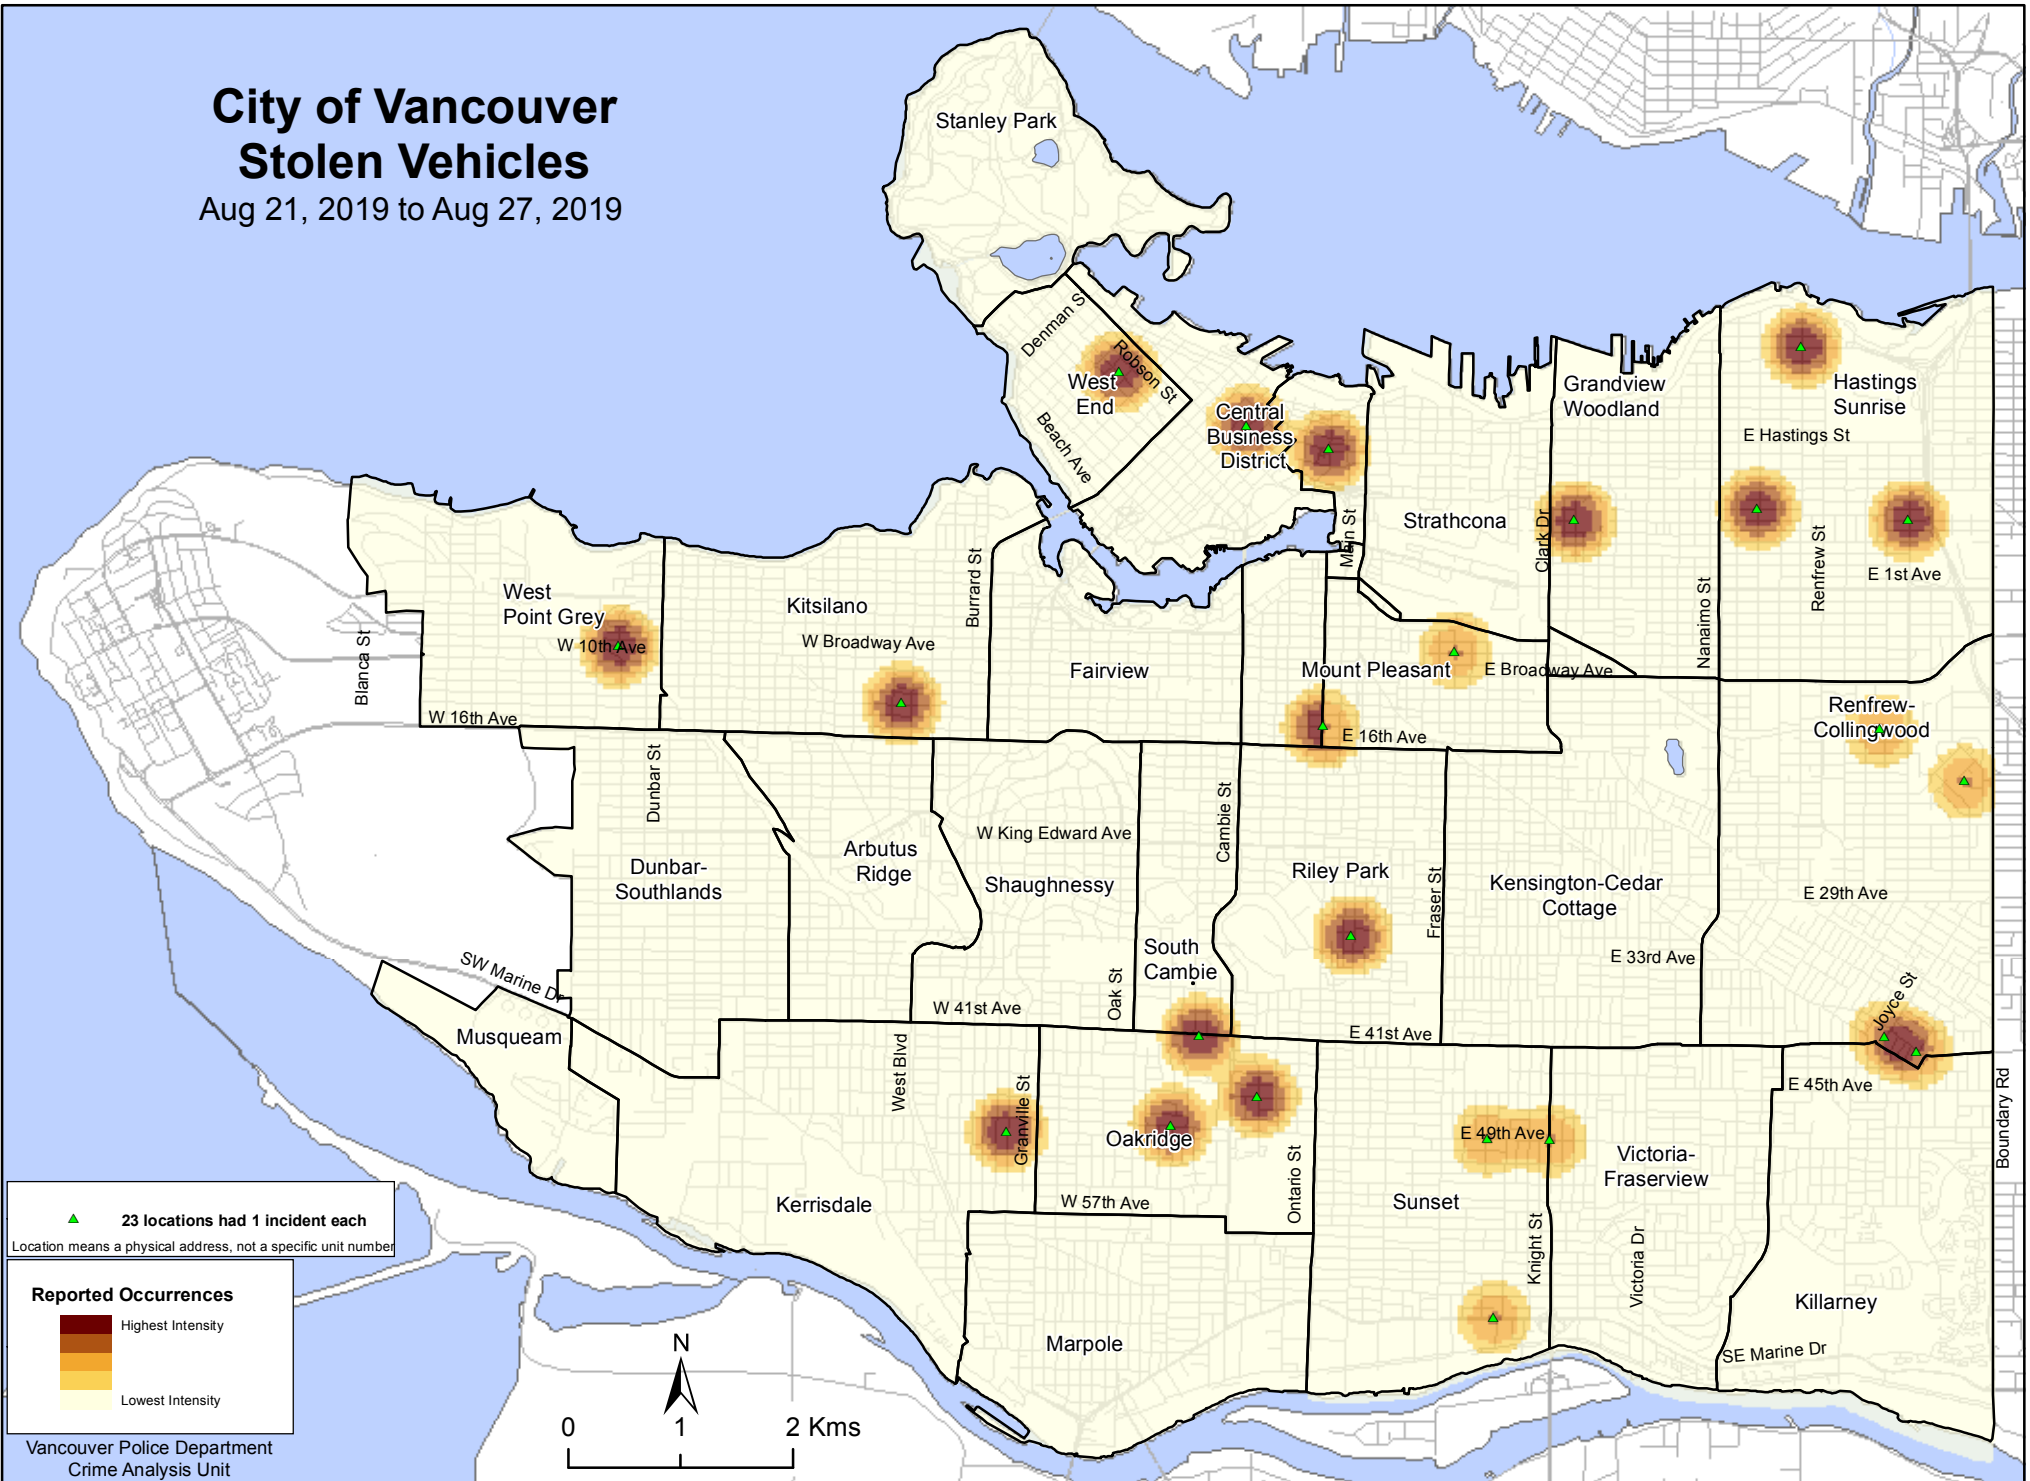 City of Vancouver
Stolen Vehicles
Aug 21, 2019 to Aug 27, 2019
Stanley Park
Denman S
Robson St
West
End
Beach Ave
Central
Business
District
Main St
Strathcona
Clark Dr
Grandview
Woodland
Hastings
Sunrise
E Hastings St
Nanaimo St
Renfrew St
E 1st Ave
West
Point Grey
W 10th Ave
Blanca St
W 16th Ave
Kitsilano
W Broadway Ave
Burrard St
Fairview
Mount Pleasant
E Broadway Ave
E 16th Ave
Renfrew-
Collingwood
Dunbar St
Dunbar-
Southlands
Arbutus
Ridge
W King Edward Ave
Shaughnessy
Cambie St
South
Cambie
Oak St
W 41st Ave
Riley Park
Fraser St
Kensington-Cedar
Cottage
E 29th Ave
E 33rd Ave
Joyce St
E 41st Ave
SW Marine Dr
Musqueam
West Blvd
Granville St
Oakridge
Ontario St
W 57th Ave
Kerrisdale
E 49th Ave
Sunset
Knight St
Victoria-
Fraserview
Victoria Dr
E 45th Ave
Boundary Rd
Killarney
SE Marine Dr
Marpole
23 locations had 1 incident each
Location means a physical address, not a specific unit number
Reported Occurrences
Highest Intensity
Lowest Intensity
Vancouver Police Department
Crime Analysis Unit
N
0 1 2 Kms